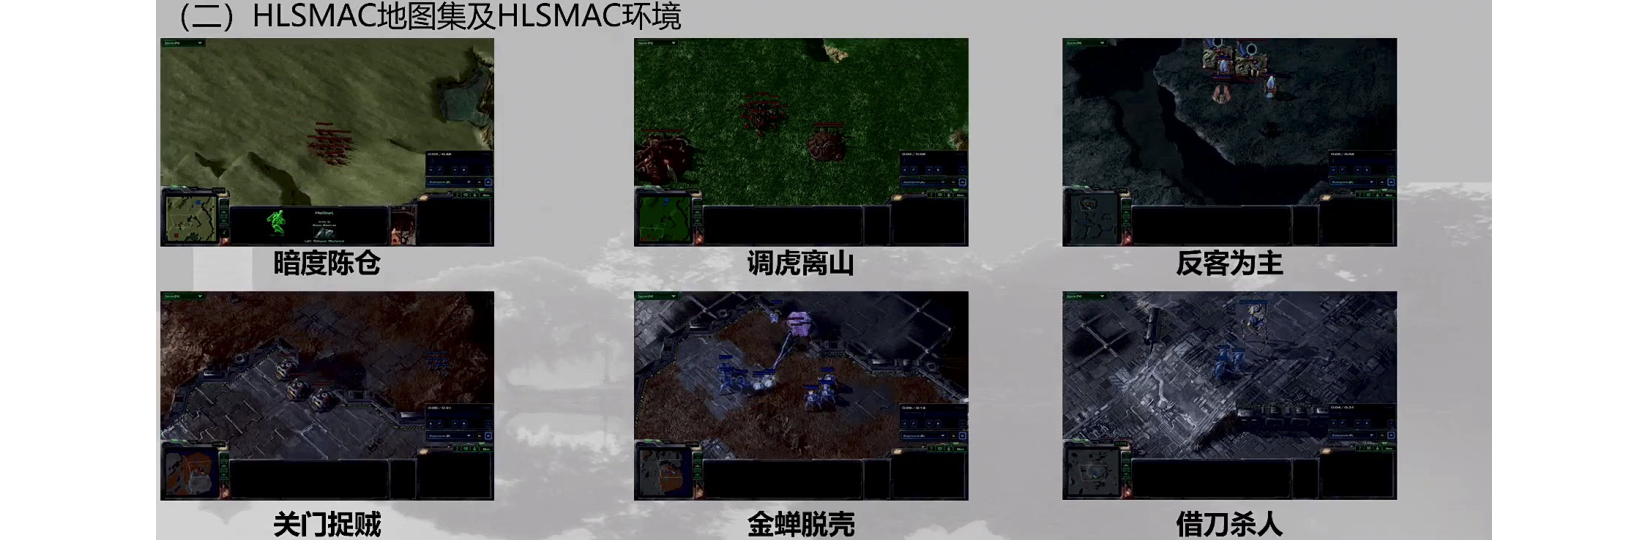 （二）HLSMAC地图集及HLSMAC环境
暗度陈仓
调虎离山
反客为主
关门捉贼
金蝉脱壳
借刀杀人